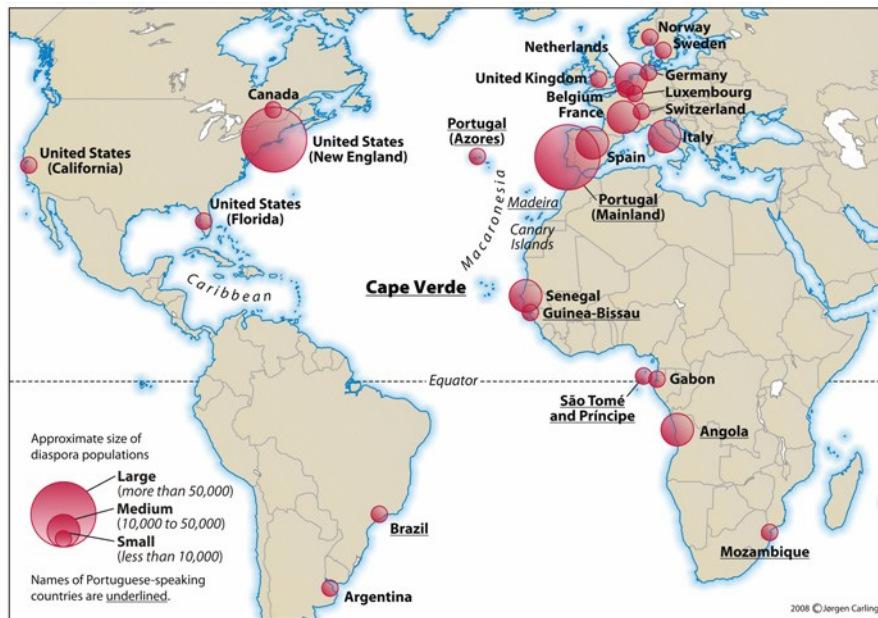 Norway
Sweden
Netherlands
Germany
United Kingdom
Luxembourg
Belgium
Switzerland
France
Canada
Italy
United States
(New England)
Portugal
(Azores)
Spain
United States
(California)
Portugal
(Mainland)
United States
(Florida)
Madeira
Canary
Islands
Macaronesia
Caribbean
Cape Verde
Senegal
Guinea-Bissau
Equator
Gabon
São Tomé
and Príncipe
Angola
Approximate size of
diaspora populations
Large
(more than 50,000)
Medium
(10,000 to 50,000)
Small
(less than 10,000)
Names of Portuguese-speaking
countries are underlined.
Brazil
Mozambique
Argentina
2008 ©Jørgen Carling